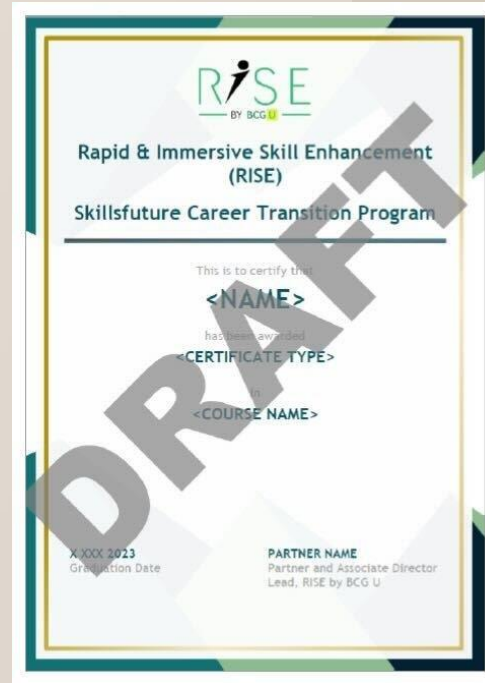 RISE
BY BCG U
Rapid & Immersive Skill Enhancement
(RISE)
Skillsfuture Career Transition Program
This is to certify that
<NAME>
has been awarded
<CERTIFICATE TYPE>
in
<COURSE NAME>
DRAFT
X XXX 2023
Graduation Date
PARTNER NAME
Partner and Associate Director
Lead, RISE by BCG U